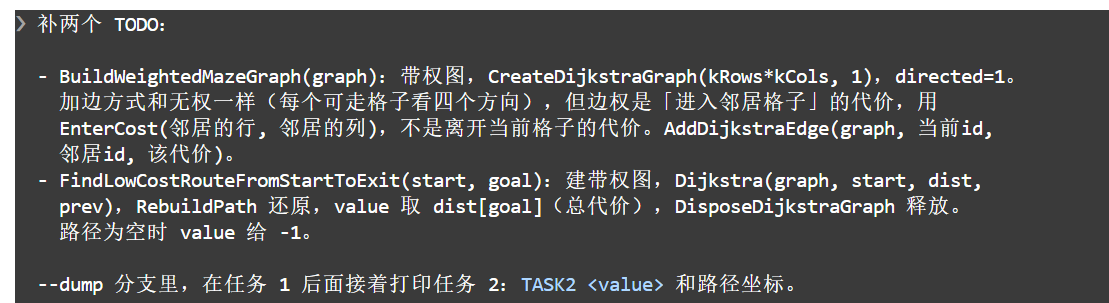 ❯ 补两个 TODO:
- BuildWeightedMazeGraph(graph): 带权图, CreateDijkstraGraph(kRows*kCols, 1), directed=1。
加边方式和无权一样 (每个可走格子看四个方向), 但边权是「进入邻居格子」的代价, 用
EnterCost(邻居的行, 邻居的列), 不是离开当前格子的代价。AddDijkstraEdge(graph, 当前id,
邻居id, 该代价)。
- FindLowCostRouteFromStartToExit(start, goal): 建带权图, Dijkstra(graph, start, dist,
prev), RebuildPath 还原, value 取 dist[goal] (总代价), DisposeDijkstraGraph 释放。
路径为空时 value 给 -1。
--dump 分支里, 在任务 1 后面接着打印任务 2: TASK2 <value> 和路径坐标。